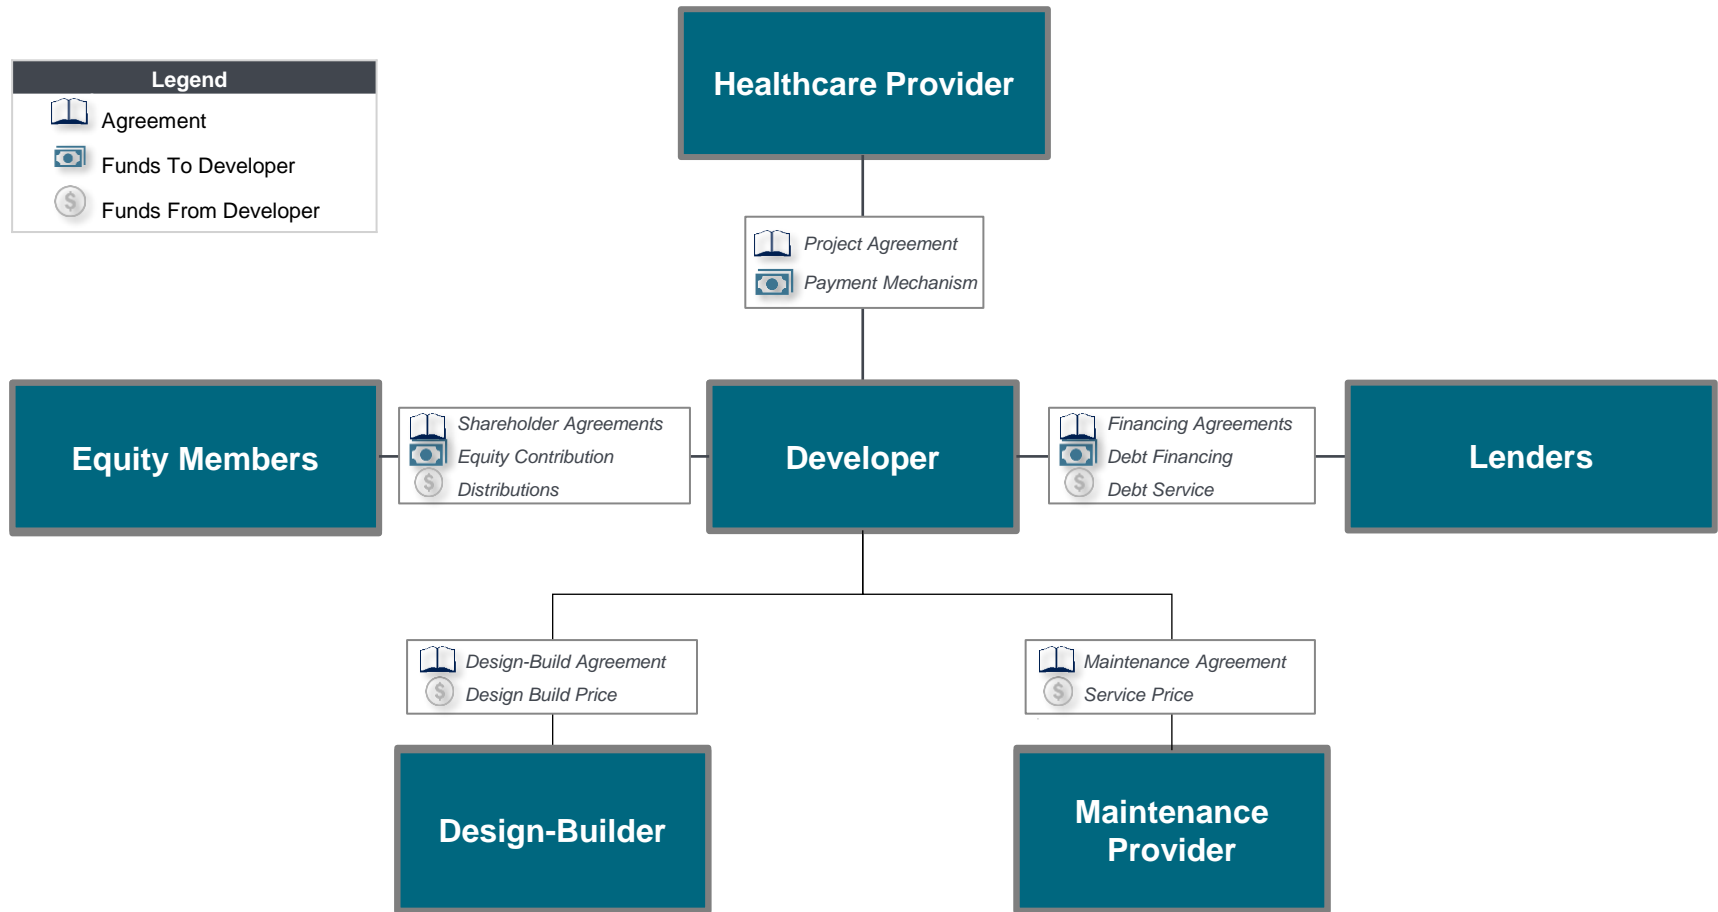 Healthcare Provider
Legend
Agreement
Funds To Developer
Funds From Developer
Project Agreement
Payment Mechanism
Equity Members
Shareholder Agreements
Equity Contribution
Distributions
Developer
Financing Agreements
Debt Financing
Debt Service
Lenders
Design-Build Agreement
Design Build Price
Maintenance Agreement
Service Price
Design-Builder
Maintenance
Provider